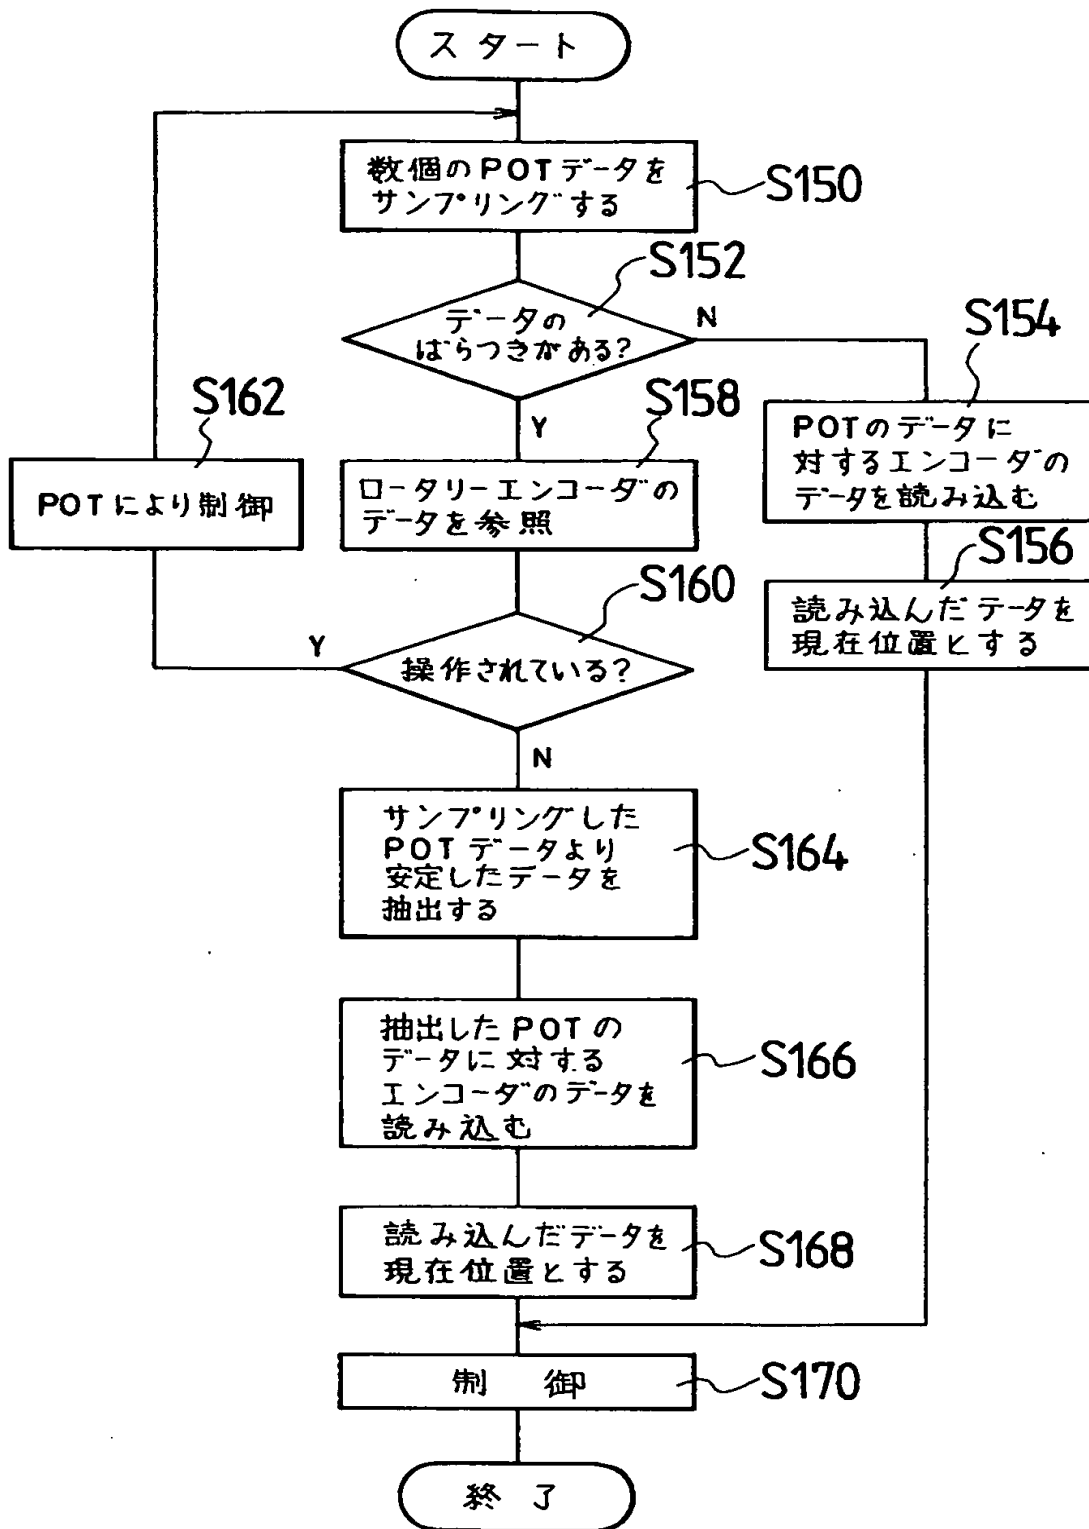 スタート
数個のPOTデータを
サンプリングする
S150
S152
データの
ばらつきがある?
N
S154
POTのデータに
対するエンコーダの
データを読み込む
S156
読み込んだテータを
現在位置とする
Y
S158
ロータリーエンコーダの
データを参照
S162
POTにより制御
S160
操作されている?
Y
N
サンプリングした
POTデータより
安定したデータを
抽出する
S164
抽出したPOTの
データに対する
エンコーダのデータを
読み込む
S166
読み込んだデータを
現在位置とする
S168
制 御
S170
終 了